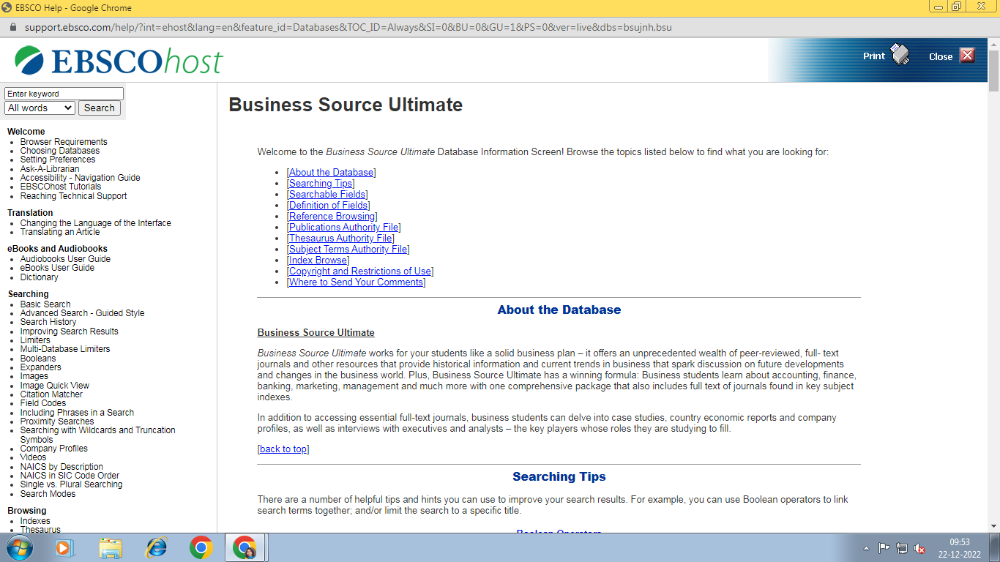 EBSCO Help - Google Chrome
support.ebsco.com/help/?int=ehost&lang=en&feature_id=Databases&TOC_ID=Always&SI=0&BU=0&GU=1&PS=0&ver=live&dbs=bsujnh,bsu
EBSCOhost
Print
Close
Enter keyword
All words
Search
Welcome
Browser Requirements
Choosing Databases
Setting Preferences
Ask-A-Librarian
Accessibility - Navigation Guide
EBSCOhost Tutorials
Reaching Technical Support
Translation
Changing the Language of the Interface
Translating an Article
eBooks and Audiobooks
Audiobooks User Guide
eBooks User Guide
Dictionary
Searching
Basic Search
Advanced Search - Guided Style
Search History
Improving Search Results
Limiters
Multi-Database Limiters
Booleans
Expanders
Images
Image Quick View
Citation Matcher
Field Codes
Including Phrases in a Search
Proximity Searches
Searching with Wildcards and Truncation
Symbols
Company Profiles
Videos
NAICS by Description
NAICS in SIC Code Order
Single vs. Plural Searching
Search Modes
Browsing
Indexes
Thesaurus
Business Source Ultimate
Welcome to the Business Source Ultimate Database Information Screen! Browse the topics listed below to find what you are looking for:
[About the Database]
[Searching Tips]
[Searchable Fields]
[Definition of Fields]
[Reference Browsing]
[Publications Authority File]
[Thesaurus Authority File]
[Subject Terms Authority File]
[Index Browse]
[Copyright and Restrictions of Use]
[Where to Send Your Comments]
About the Database
Business Source Ultimate
Business Source Ultimate works for your students like a solid business plan – it offers an unprecedented wealth of peer-reviewed, full- text
journals and other resources that provide historical information and current trends in business that spark discussion on future developments
and changes in the business world. Plus, Business Source Ultimate has a winning formula: Business students learn about accounting, finance,
banking, marketing, management and much more with one comprehensive package that also includes full text of journals found in key subject
indexes.
In addition to accessing essential full-text journals, business students can delve into case studies, country economic reports and company
profiles, as well as interviews with executives and analysts – the key players whose roles they are studying to fill.
[back to top]
Searching Tips
There are a number of helpful tips and hints you can use to improve your search results. For example, you can use Boolean operators to link
search terms together; and/or limit the search to a specific title.
Boolean Operators
09:53
22-12-2022